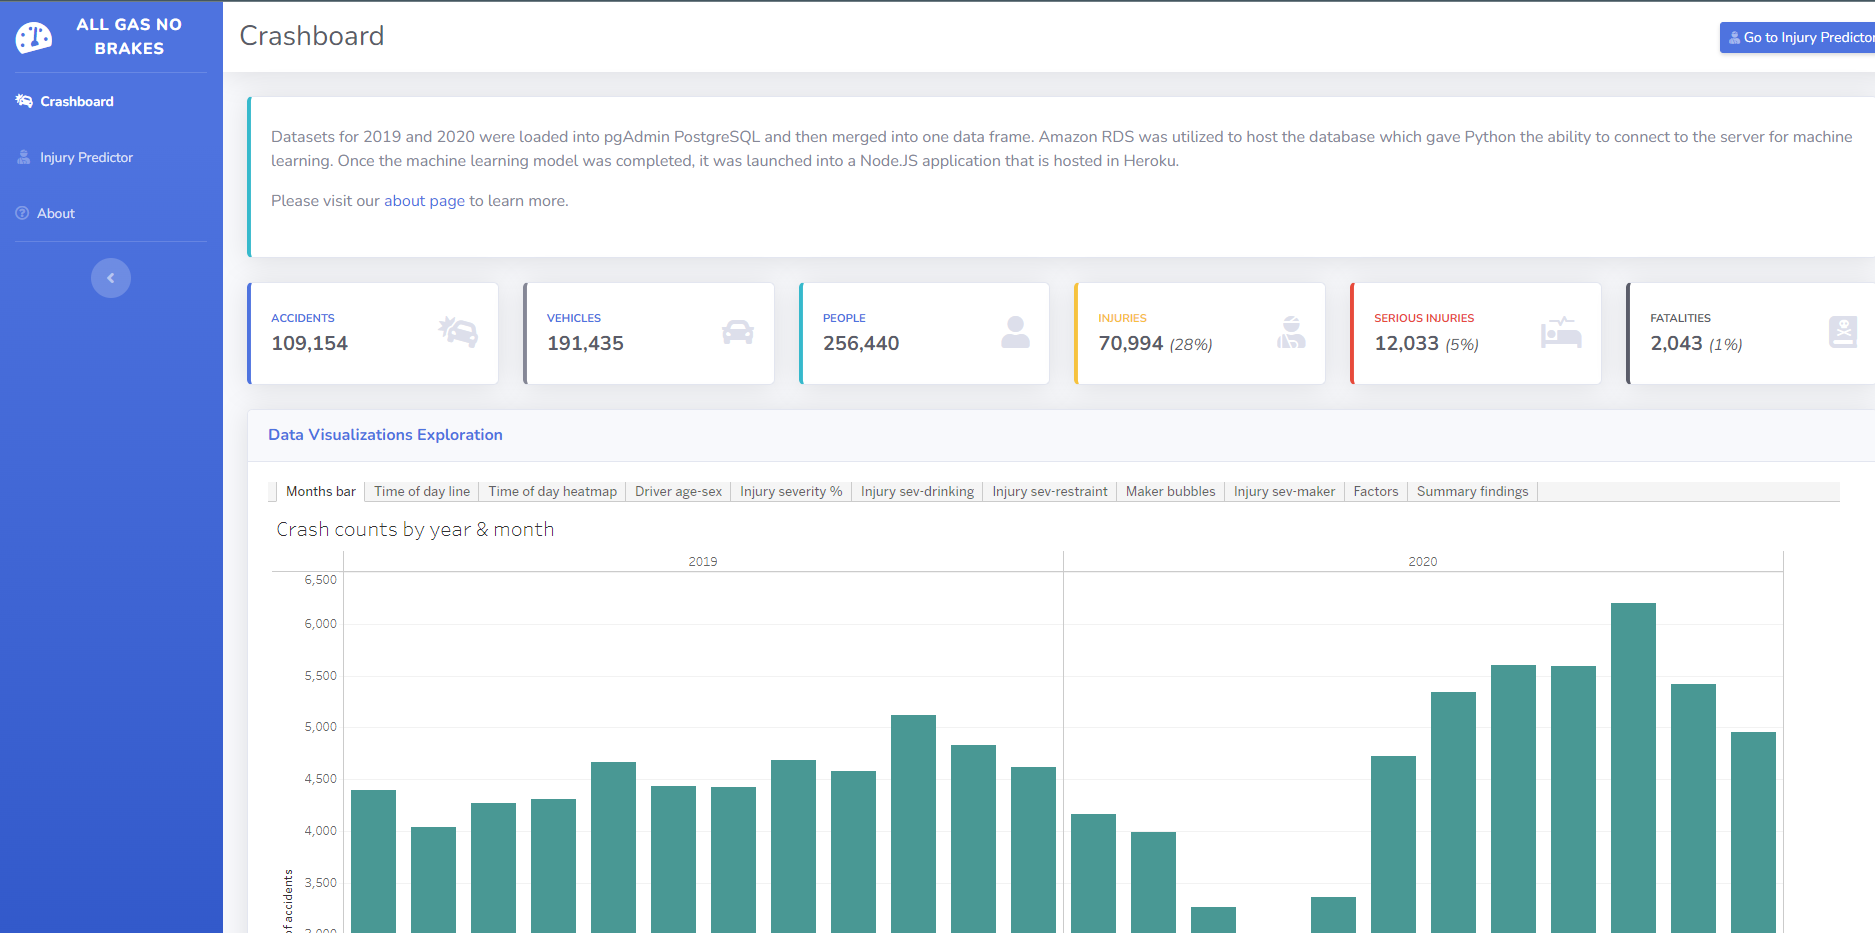 ALL GAS NO
BRAKES
Crashboard
Injury Predictor
About
Crashboard
Go to Injury Predictor
Datasets for 2019 and 2020 were loaded into pgAdmin PostgreSQL and then merged into one data frame. Amazon RDS was utilized to host the database which gave Python the ability to connect to the server for machine
learning. Once the machine learning model was completed, it was launched into a Node.JS application that is hosted in Heroku.
Please visit our about page to learn more.
ACCIDENTS
109,154
VEHICLES
191,435
PEOPLE
256,440
INJURIES
70,994 (28%)
SERIOUS INJURIES
12,033 (5%)
FATALITIES
2,043 (1%)
Data Visualizations Exploration
Months bar
Time of day line
Time of day heatmap
Driver age-sex
Injury severity %
Injury sev-drinking
Injury sev-restraint
Maker bubbles
Injury sev-maker
Factors
Summary findings
Crash counts by year & month
2019
2020
6,500
6,000
5,500
5,000
4,500
4,000
3,500
of accidents